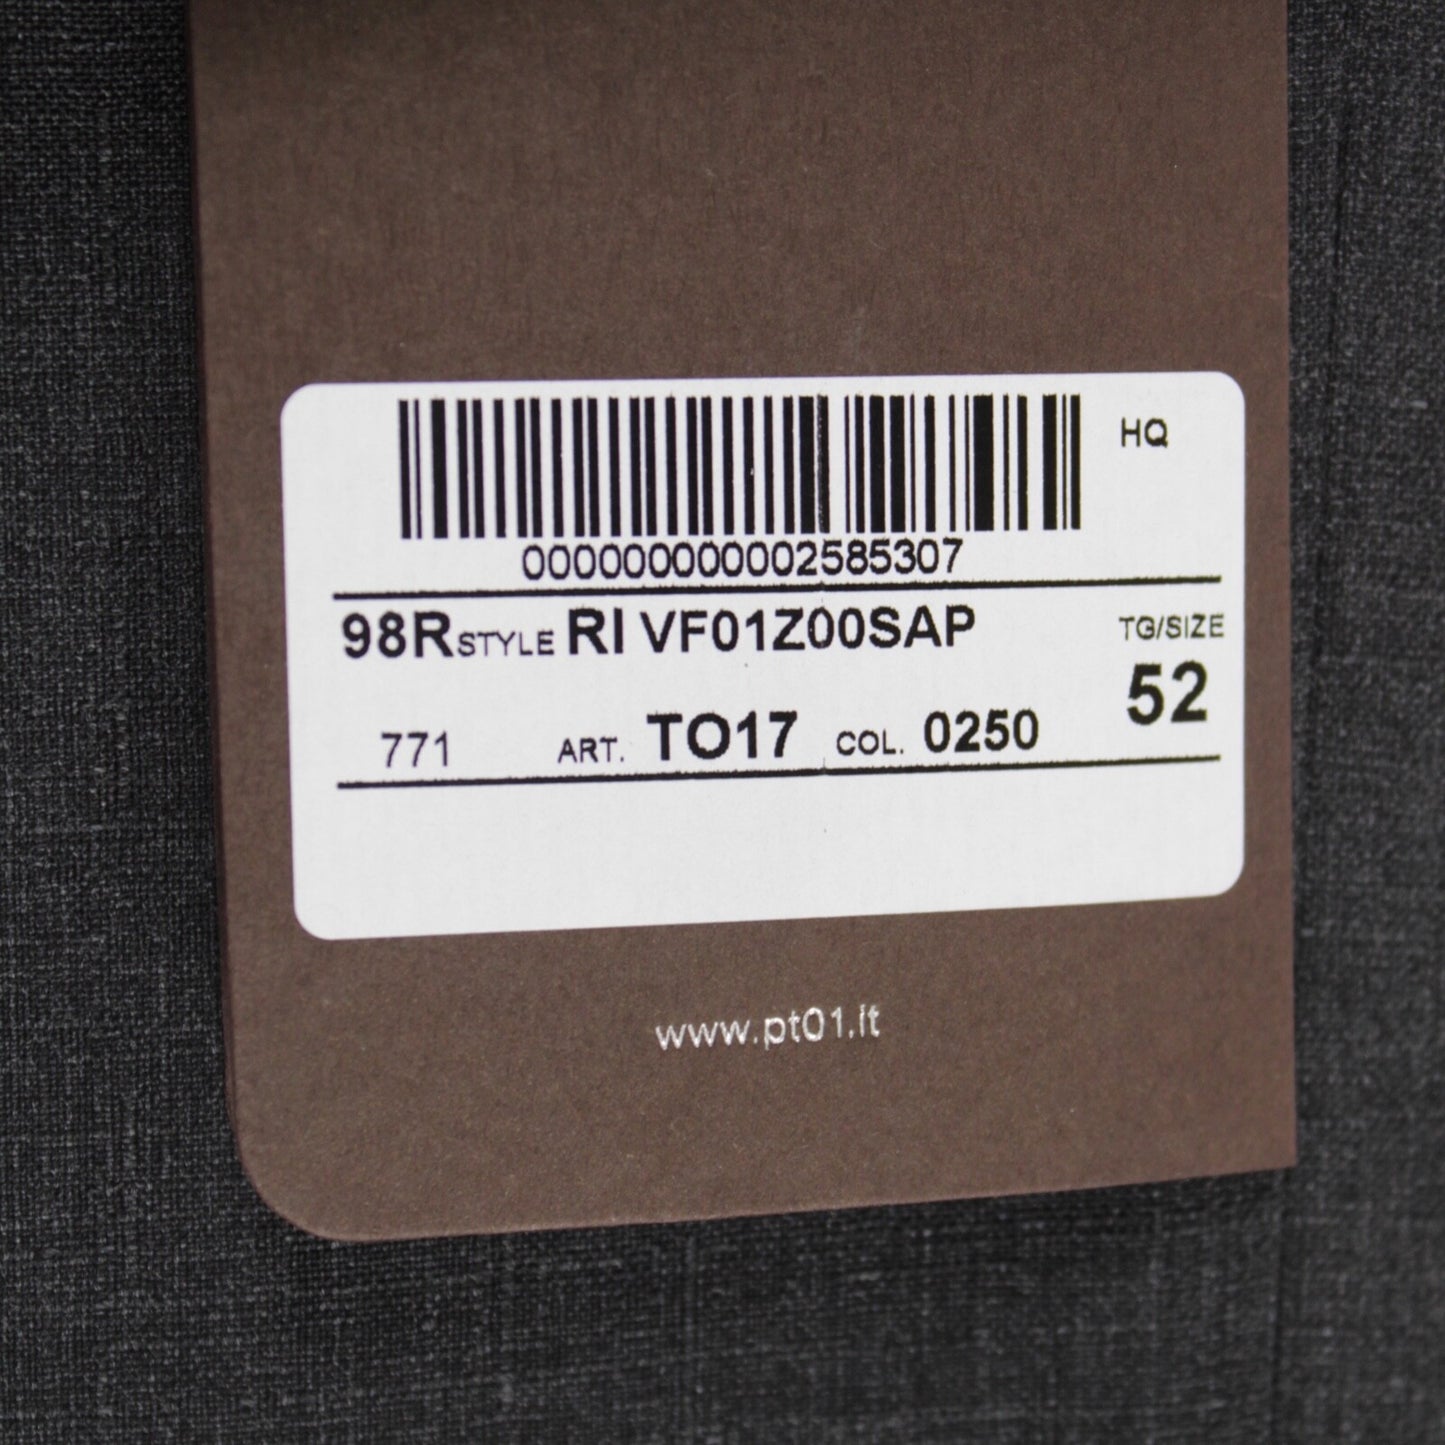 HQ
000000000002585307
98R STYLE RI VF01Z00SAP TG/SIZE
52
771 ART. TO17 COL. 0250
www.pt01.it